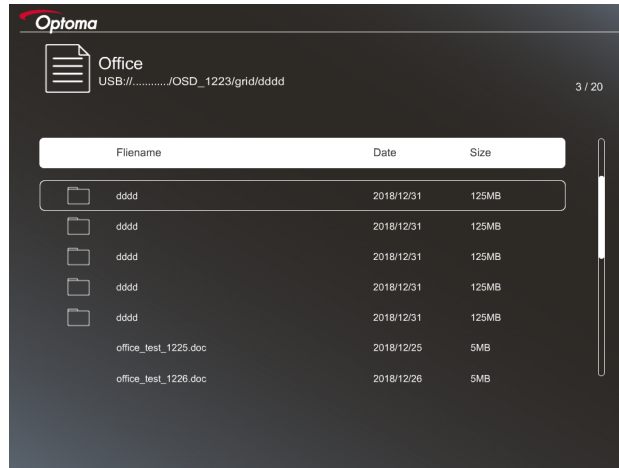 Optoma
Office
USB://.........../OSD_1223/grid/dddd
3 / 20
Fliename Date Size
dddd 2018/12/31 125MB
dddd 2018/12/31 125MB
dddd 2018/12/31 125MB
dddd 2018/12/31 125MB
dddd 2018/12/31 125MB
office_test_1225.doc 2018/12/25 5MB
office_test_1226.doc 2018/12/26 5MB